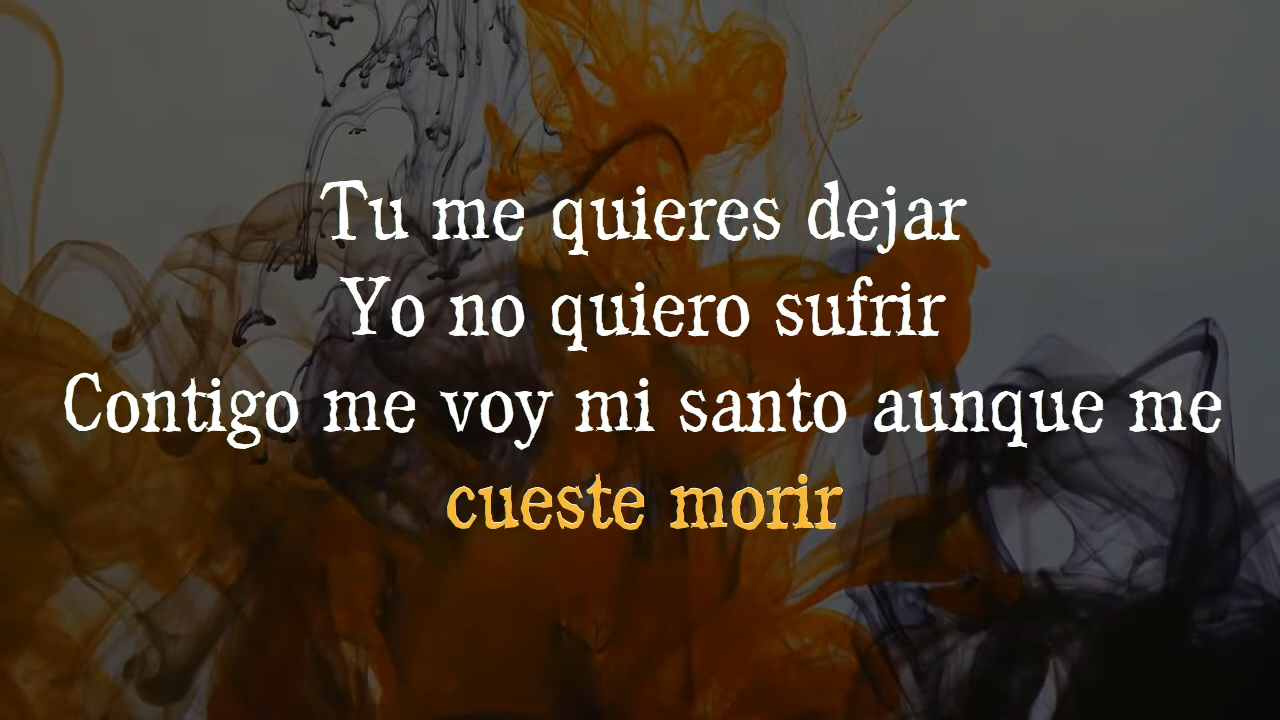 Tu me quieres dejar
Yo no quiero sufrir
Contigo me voy mi santo aunque me
cueste morir